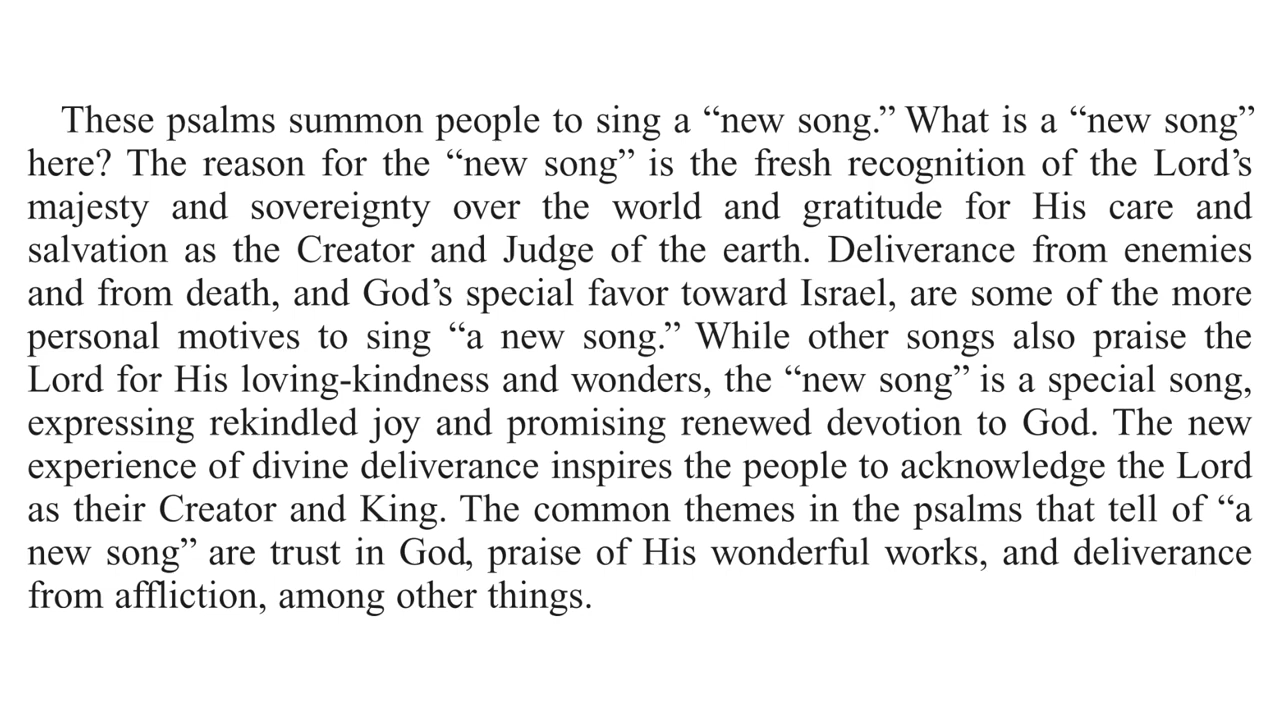 These psalms summon people to sing a “new song.” What is a “new song”
here? The reason for the “new song” is the fresh recognition of the Lord’s
majesty and sovereignty over the world and gratitude for His care and
salvation as the Creator and Judge of the earth. Deliverance from enemies
and from death, and God’s special favor toward Israel, are some of the more
personal motives to sing “a new song.” While other songs also praise the
Lord for His loving-kindness and wonders, the “new song” is a special song,
expressing rekindled joy and promising renewed devotion to God. The new
experience of divine deliverance inspires the people to acknowledge the Lord
as their Creator and King. The common themes in the psalms that tell of “a
new song” are trust in God, praise of His wonderful works, and deliverance
from affliction, among other things.